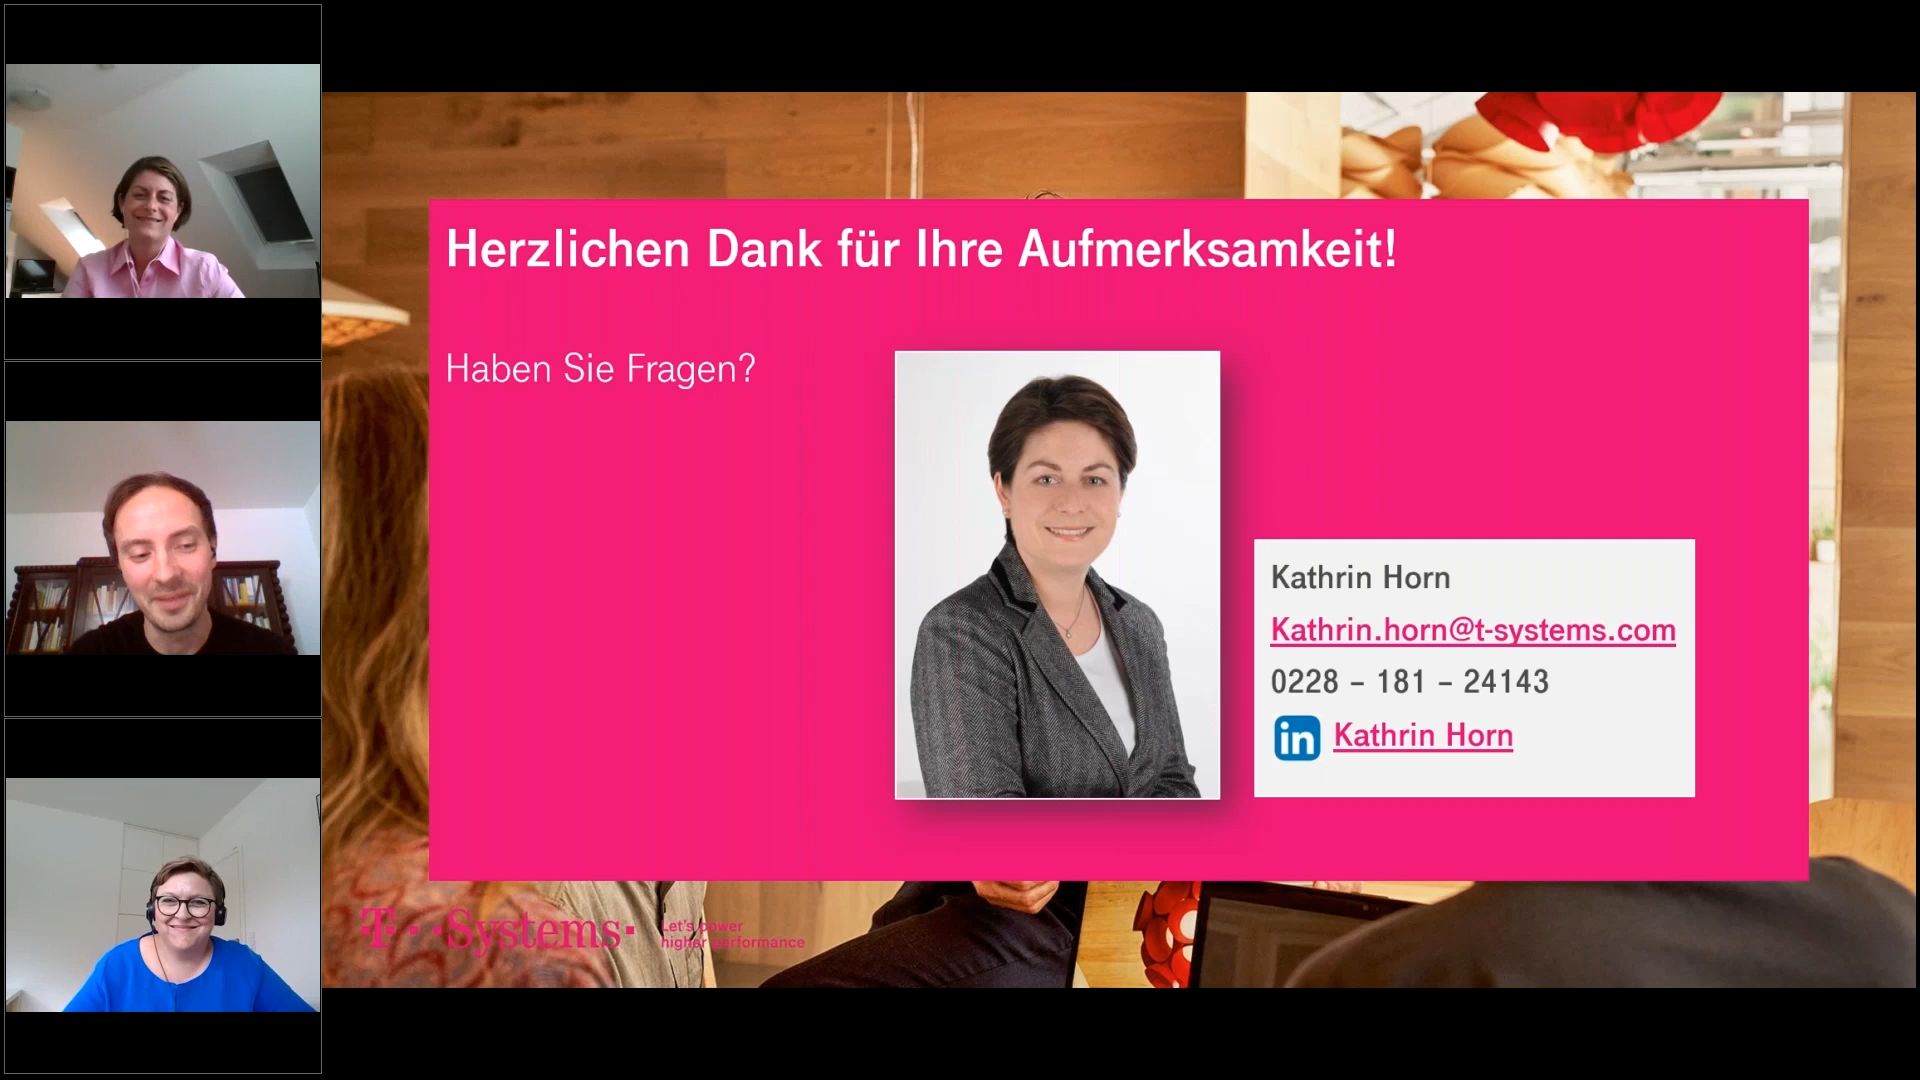 Herzlichen Dank für Ihre Aufmerksamkeit!
Haben Sie Fragen?
Kathrin Horn
Kathrin.horn@t-systems.com
0228 – 181 – 24143
in Kathrin Horn
T · · Systems ·
Let's power
higher performance